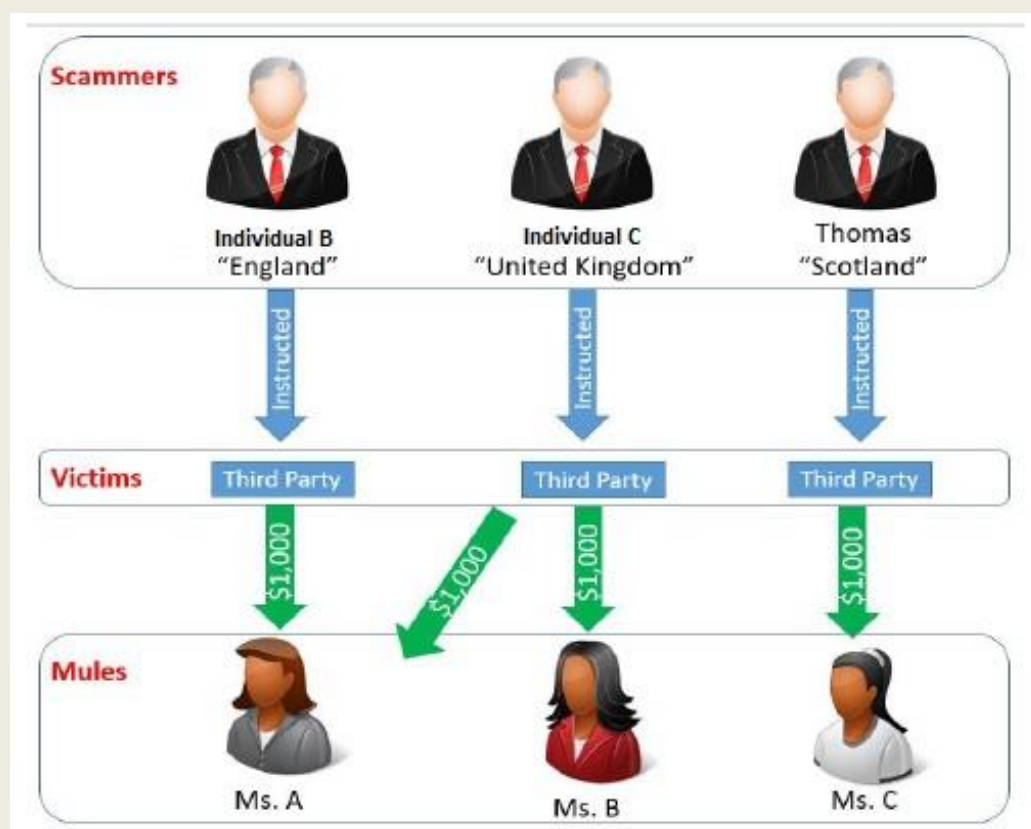 Scammers
Individual B
"England"
Individual C
"United Kingdom"
Thomas
"Scotland"
Instructed
Instructed
Instructed
Victims
Third Party
Third Party
Third Party
$1,000
$1,000
$1,000
$1,000
Mules
Ms. A
Ms. B
Ms. C